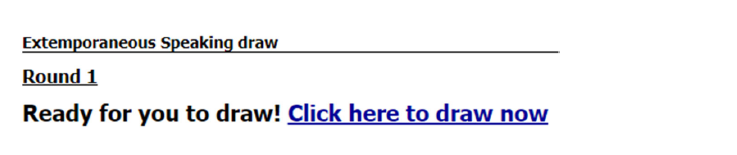 Extemporaneous Speaking draw
Round 1
Ready for you to draw! Click here to draw now